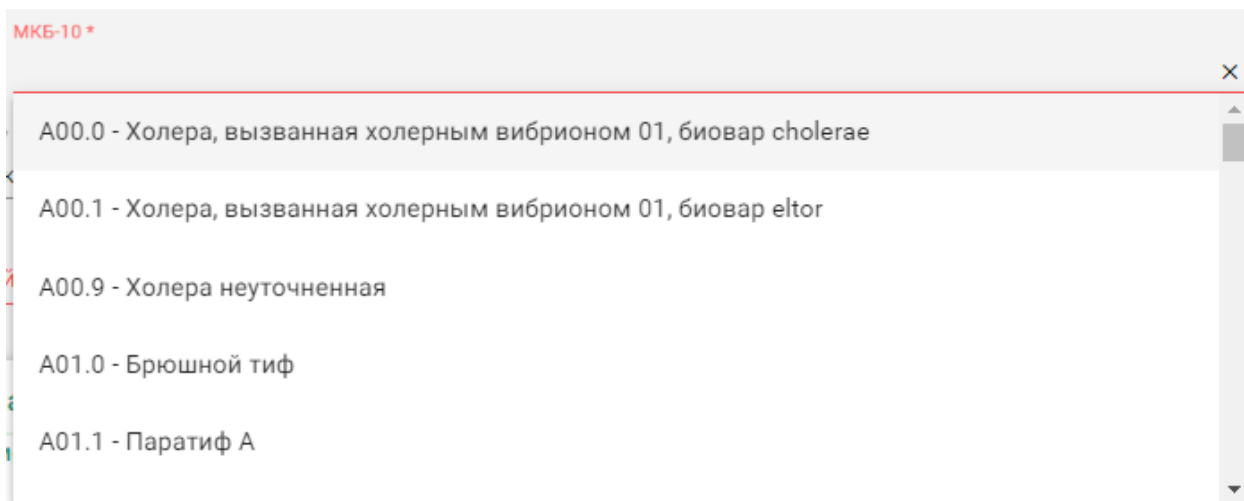 МКБ-10 *
A00.0 - Холера, вызванная холерным вибрионом 01, биовар cholerae
A00.1 - Холера, вызванная холерным вибрионом 01, биовар eltor
A00.9 - Холера неуточненная
A01.0 - Брюшной тиф
A01.1 - Паратиф A